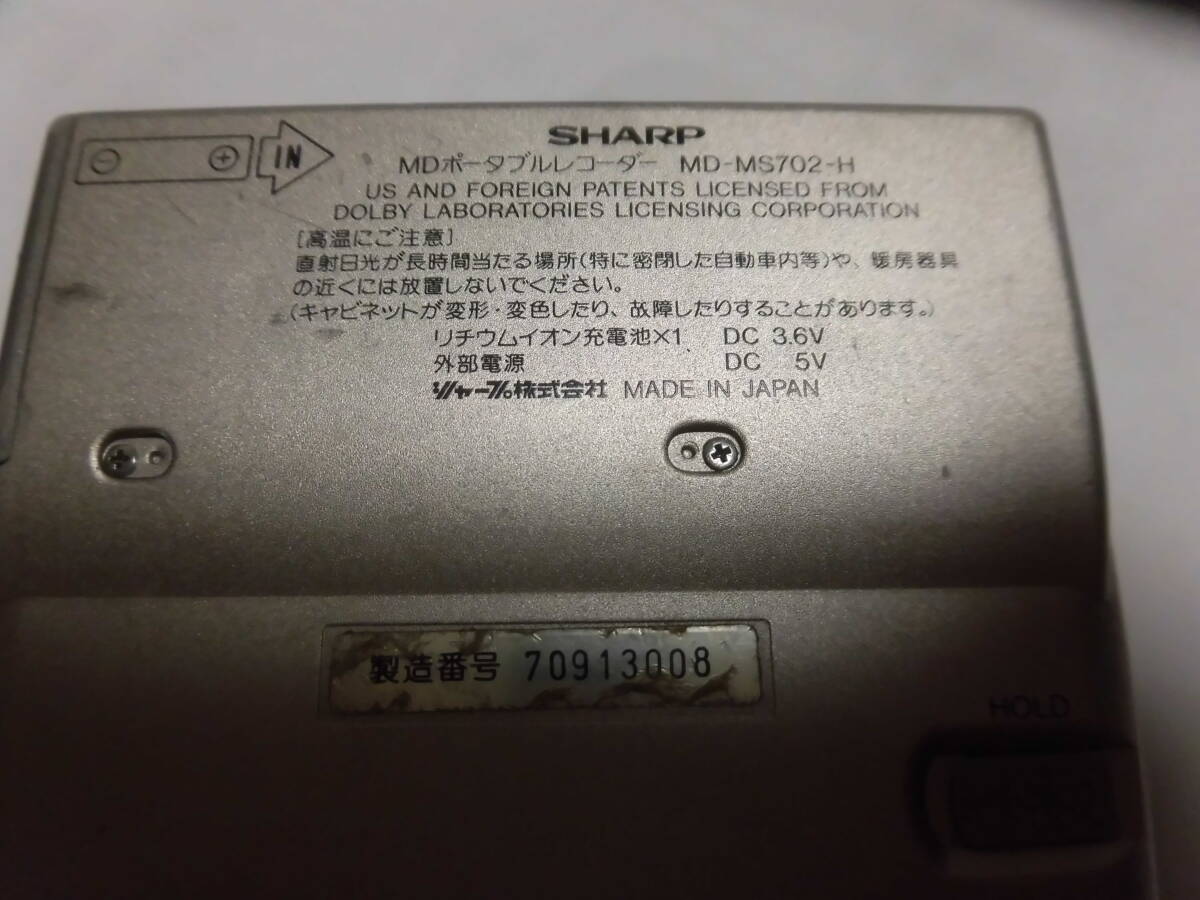 SHARP
IN
MDポータブルレコーダー MD-MS702-H
US AND FOREIGN PATENTS LICENSED FROM
DOLBY LABORATORIES LICENSING CORPORATION
[高温にご注意]
直射日光が長時間当たる場所(特に密閉した自動車内等)や、暖房器具
の近くには放置しないでください。
(キャビネットが変形・変色したり、故障したりすることがあります。)
リチウムイオン充電池×1 DC 3.6V
外部電源 DC 5V
シャープ株式会社 MADE IN JAPAN
製造番号 70913008
HOLD